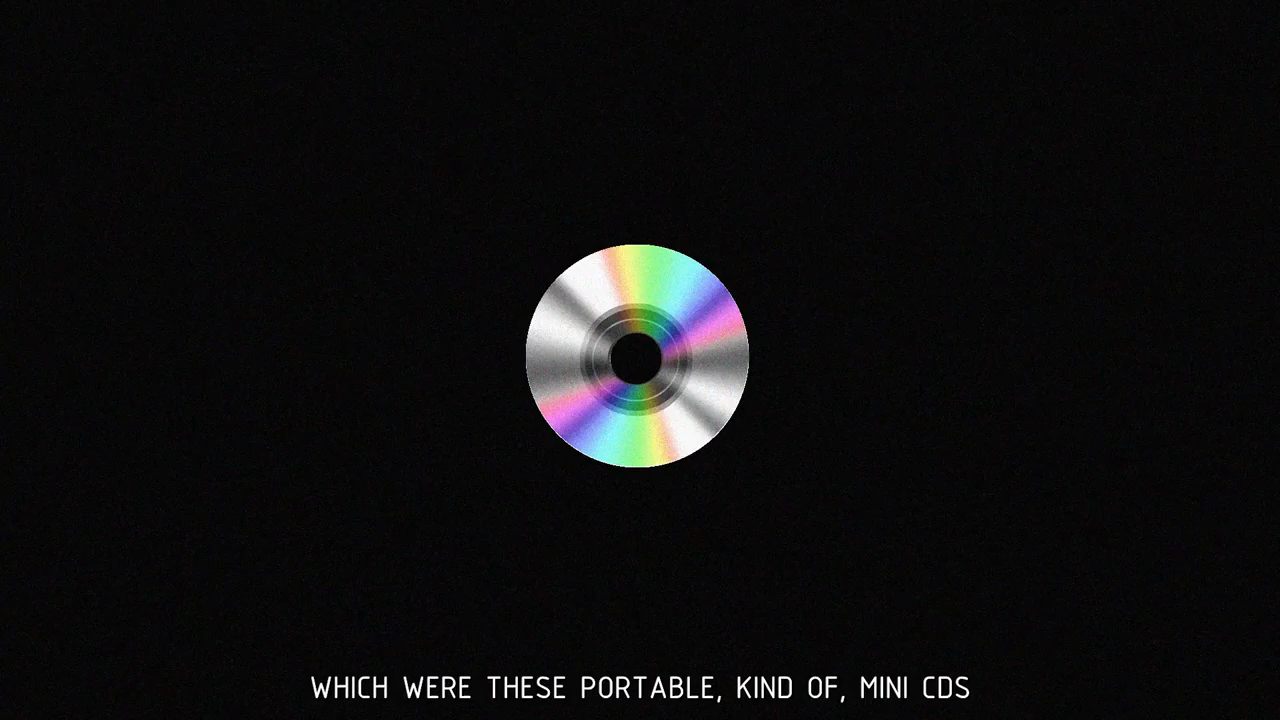 WHICH WERE THESE PORTABLE, KIND OF, MINI CDS